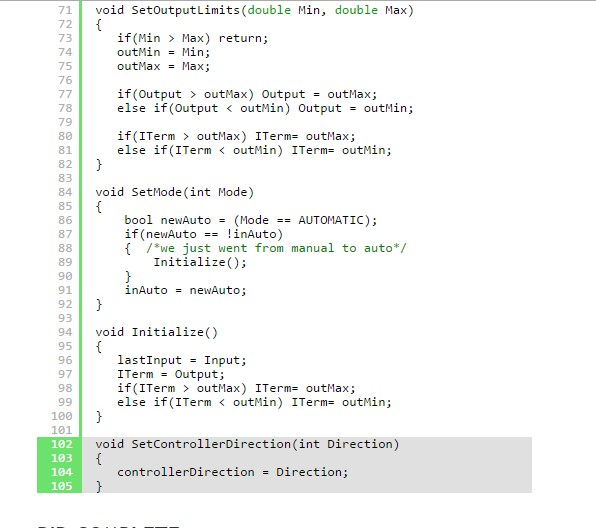 71 void SetOutputLimits(double Min, double Max)
72 {
73    if(Min > Max) return;
74    outMin = Min;
75    outMax = Max;
76
77    if(Output > outMax) Output = outMax;
78    else if(Output < outMin) Output = outMin;
79
80    if(ITerm > outMax) ITerm= outMax;
81    else if(ITerm < outMin) ITerm= outMin;
82 }
83
84 void SetMode(int Mode)
85 {
86     bool newAuto = (Mode == AUTOMATIC);
87     if(newAuto == !inAuto)
88     {  /*we just went from manual to auto*/
89         Initialize();
90     }
91     inAuto = newAuto;
92 }
93
94 void Initialize()
95 {
96    lastInput = Input;
97    ITerm = Output;
98    if(ITerm > outMax) ITerm= outMax;
99    else if(ITerm < outMin) ITerm= outMin;
100 }
101
102 void SetControllerDirection(int Direction)
103 {
104    controllerDirection = Direction;
105 }